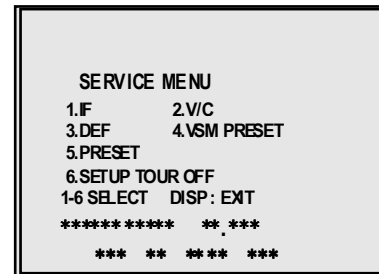 SERVICE MENU
1.IF 2.V/C
3.DEF 4.VSM PRESET
5.PRESET
6.SETUP TOUR OFF
1-6 SELECT DISP : EXIT
*********** **.***
*** ** **** ***